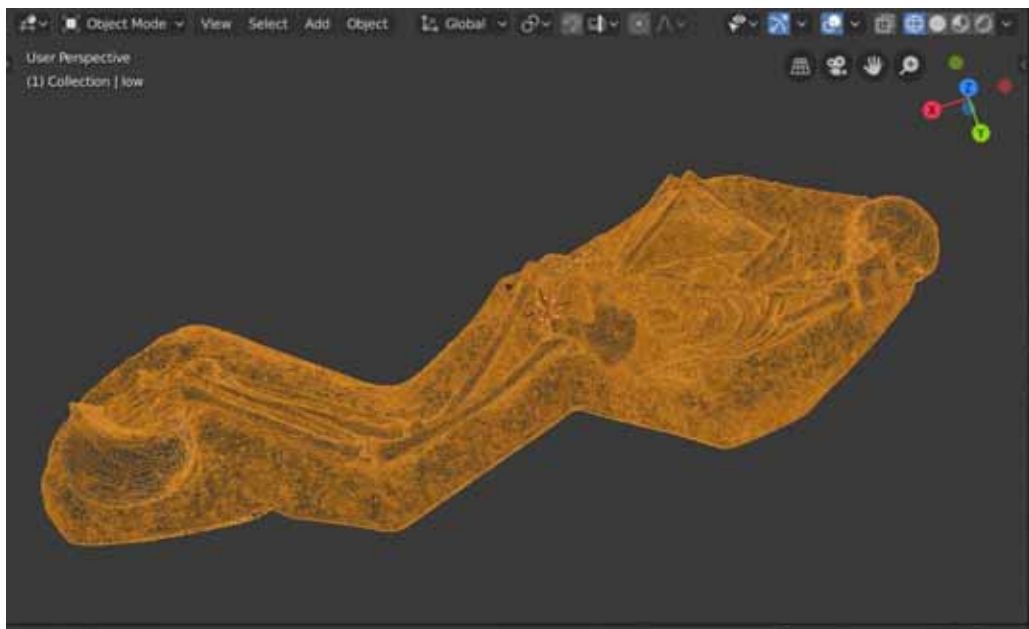 Object Mode View Select Add Object Global
User Perspective
(1) Collection | low
Z
X
Y